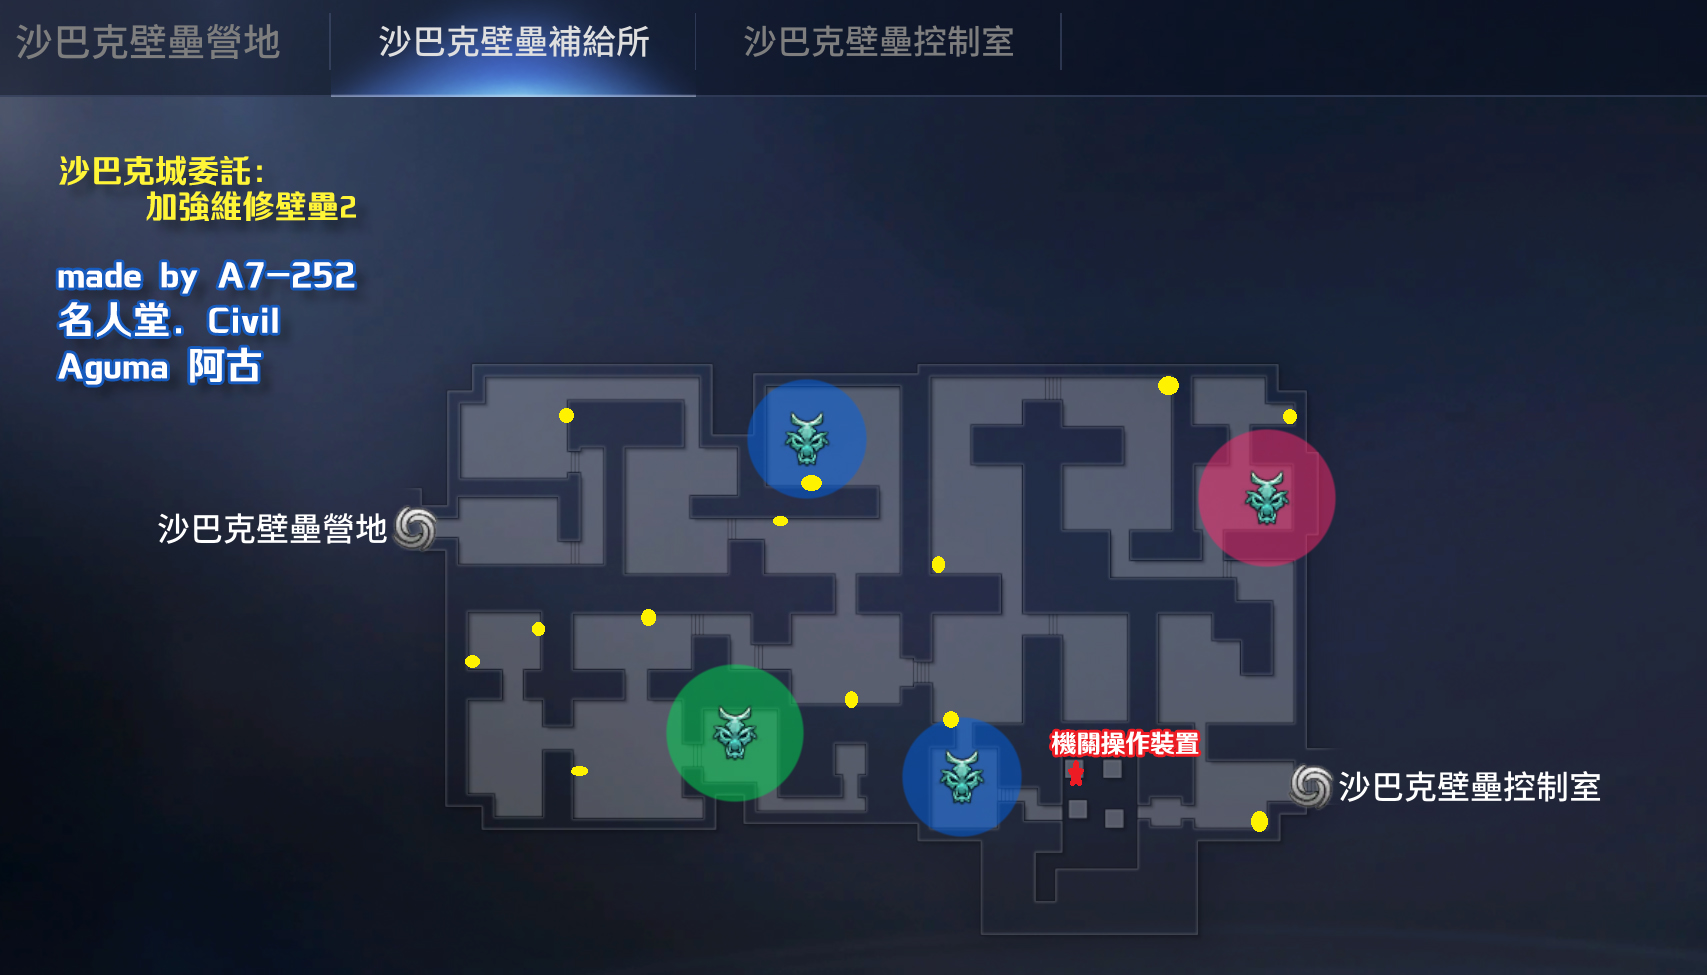 沙巴克壁壘營地
沙巴克壁壘補給所
沙巴克壁壘控制室
沙巴克城委託:
加強維修壁壘2
made by A7-252
名人堂. Civil
Aguma 阿古
沙巴克壁壘營地
機關操作裝置
沙巴克壁壘控制室